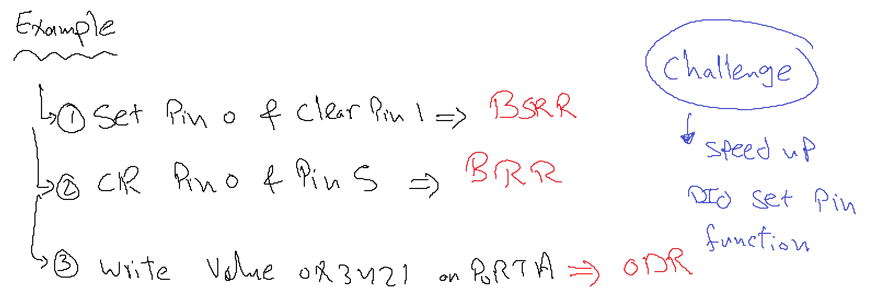 Example
① Set Pin 0 & Clear Pin 1 => BSRR
② CLR Pin 0 & Pin 5 => BRR
③ write Value 0x3421 on PORTA => ODR
Challenge
speed up
DIO set Pin
function